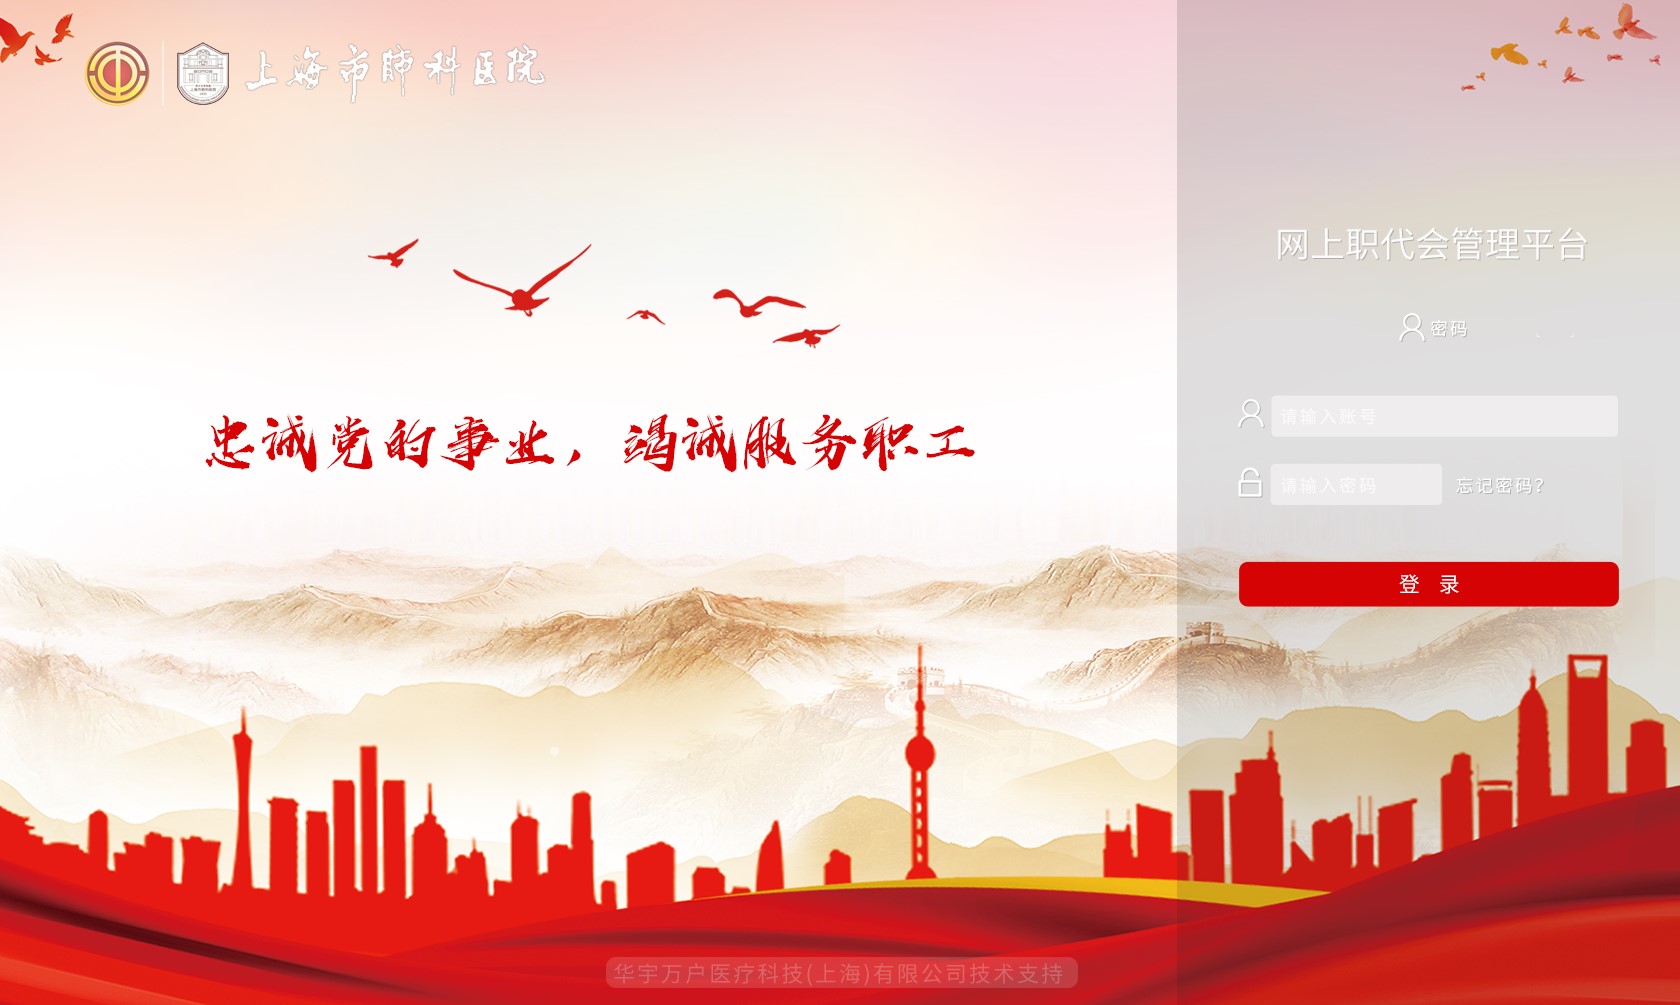 上海市肺科医院
网上职代会管理平台
密码
请输入账号
忠诚党的事业，竭诚服务职工
请输入密码
忘记密码？
登 录
华宇万户医疗科技(上海)有限公司技术支持